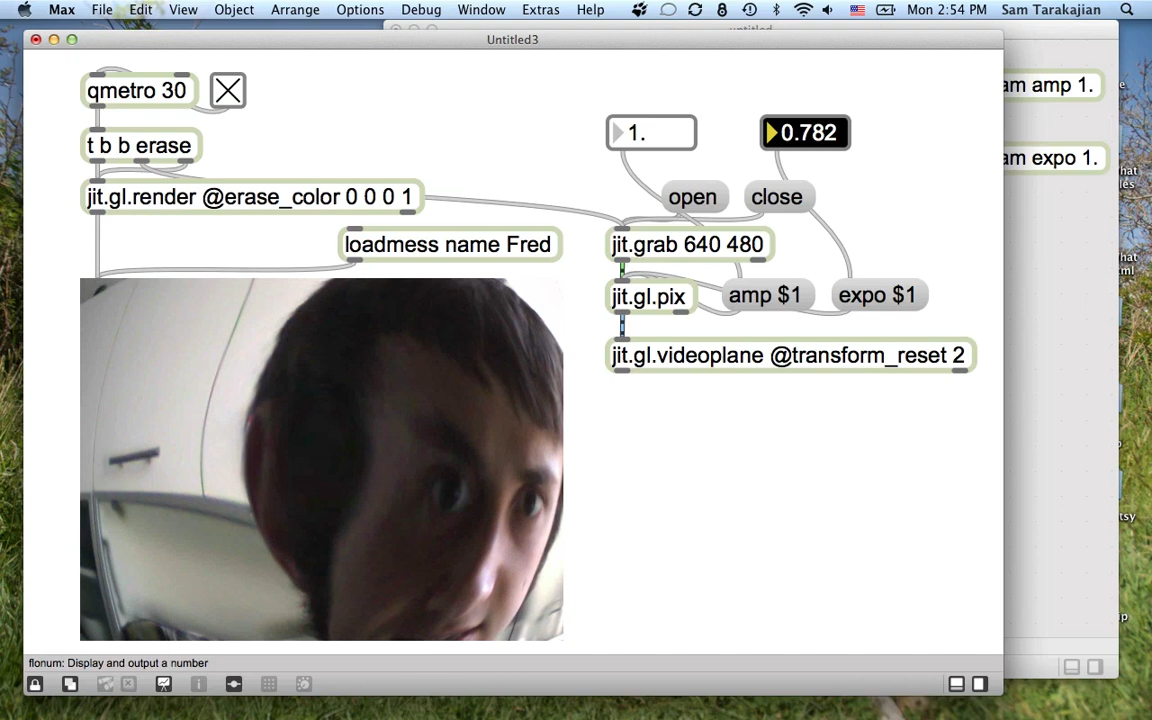 Max File Edit View Object Arrange Options Debug Window Extras Help Mon 2:54 PM Sam Tarakajian
Untitled3
untitled
qmetro 30
t b b erase
jit.gl.render @erase_color 0 0 0 1
loadmess name Fred
1.
0.782
open
close
jit.grab 640 480
jit.gl.pix
amp $1
expo $1
jit.gl.videoplane @transform_reset 2
am amp 1.
am expo 1.
flonum: Display and output a number